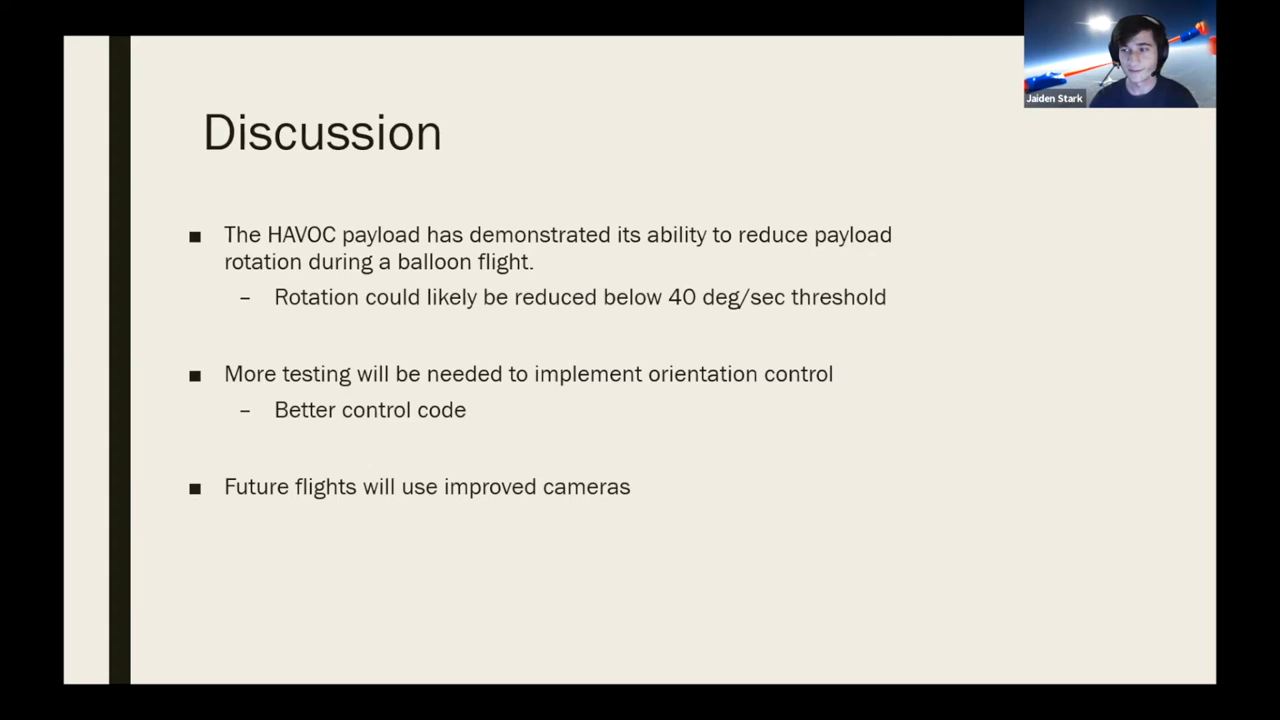 Jaiden Stark
Discussion
■ The HAVOC payload has demonstrated its ability to reduce payload
rotation during a balloon flight.
– Rotation could likely be reduced below 40 deg/sec threshold
■ More testing will be needed to implement orientation control
– Better control code
■ Future flights will use improved cameras